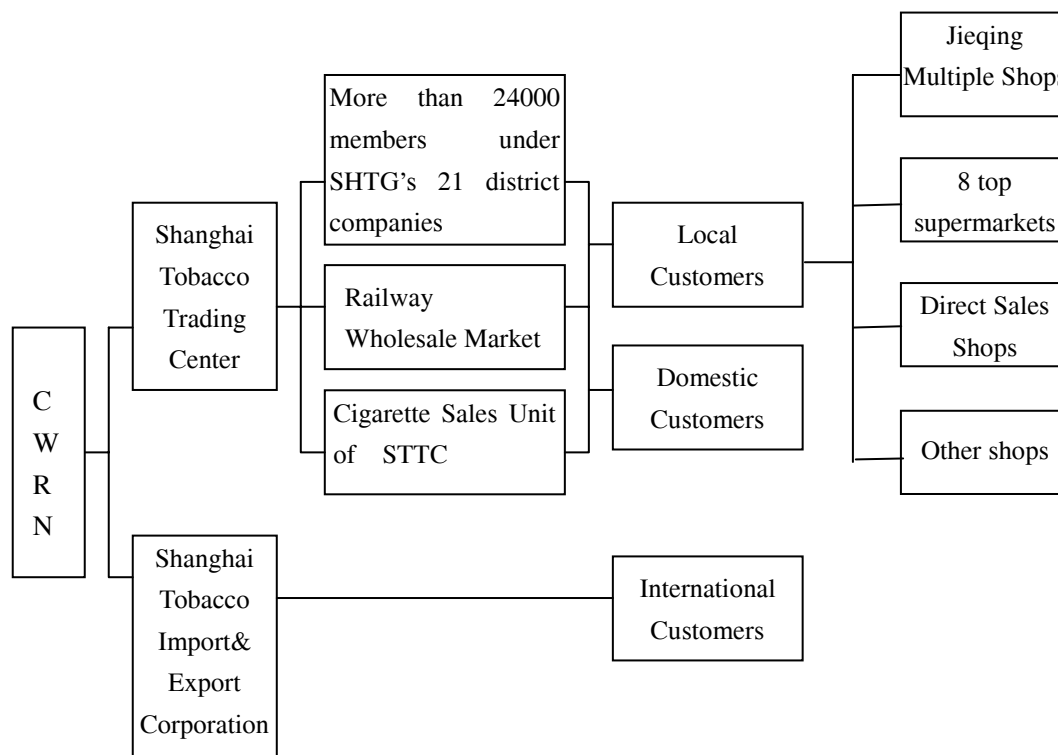 C
W
R
N
Shanghai
Tobacco
Trading
Center
Shanghai
Tobacco
Import&
Export
Corporation
More than 24000
members under
SHTG's 21 district
companies
Railway
Wholesale Market
Cigarette Sales Unit
of STTC
Local
Customers
Domestic
Customers
International
Customers
Jieqing
Multiple Shops
8 top
supermarkets
Direct Sales
Shops
Other shops